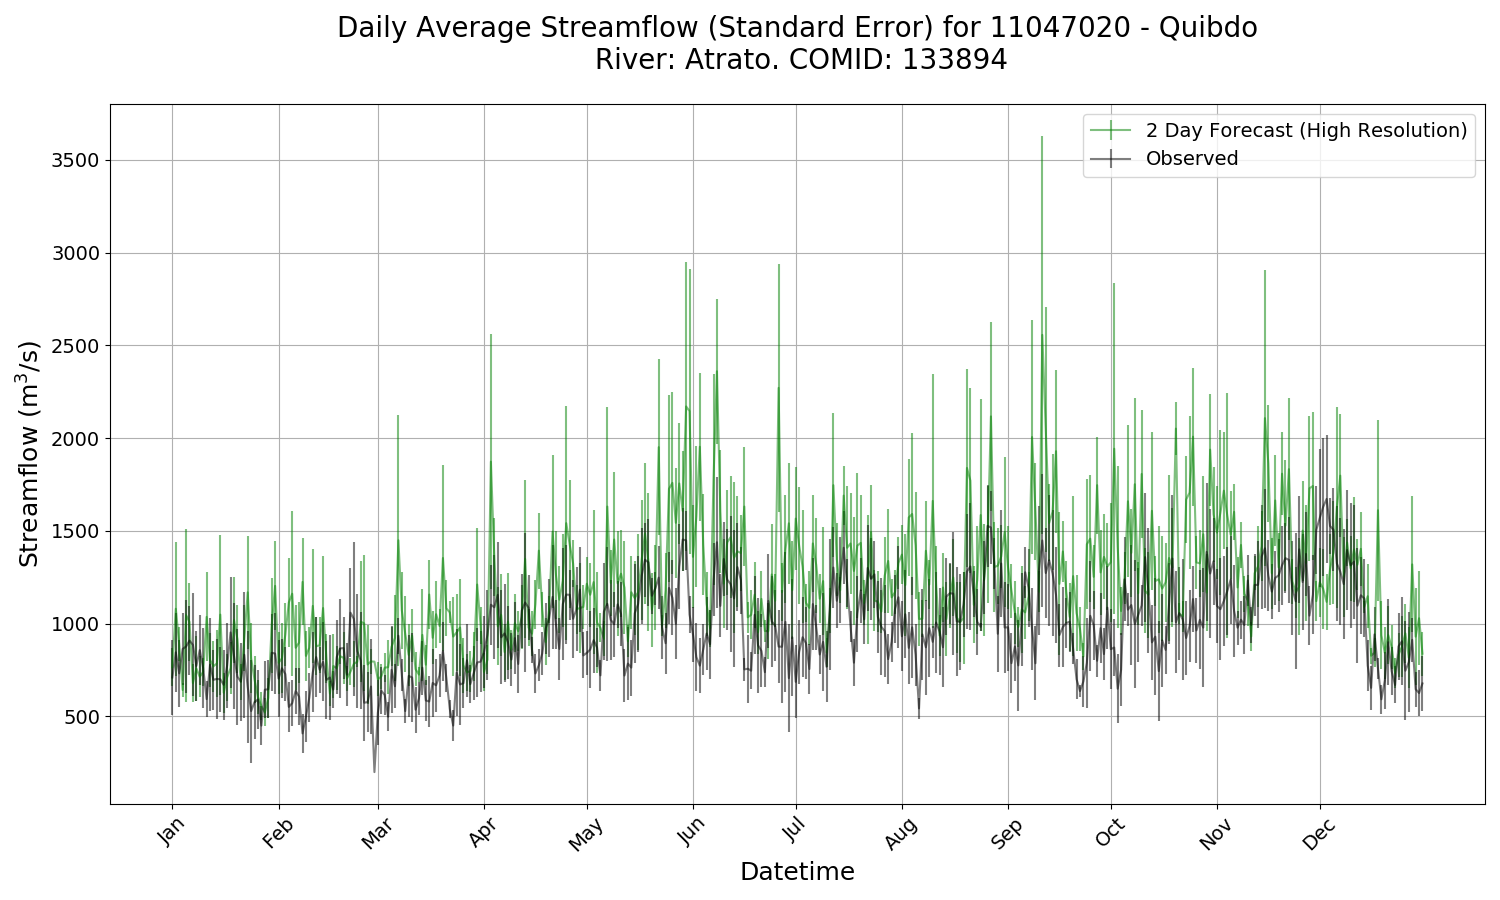 Daily Average Streamflow (Standard Error) for 11047020 - Quibdo
River: Atrato. COMID: 133894
2 Day Forecast (High Resolution)
Observed
Streamflow (m³/s)
3500
3000
2500
2000
1500
1000
500
Jan
Feb
Mar
Apr
May
Jun
Jul
Aug
Sep
Oct
Nov
Dec
Datetime